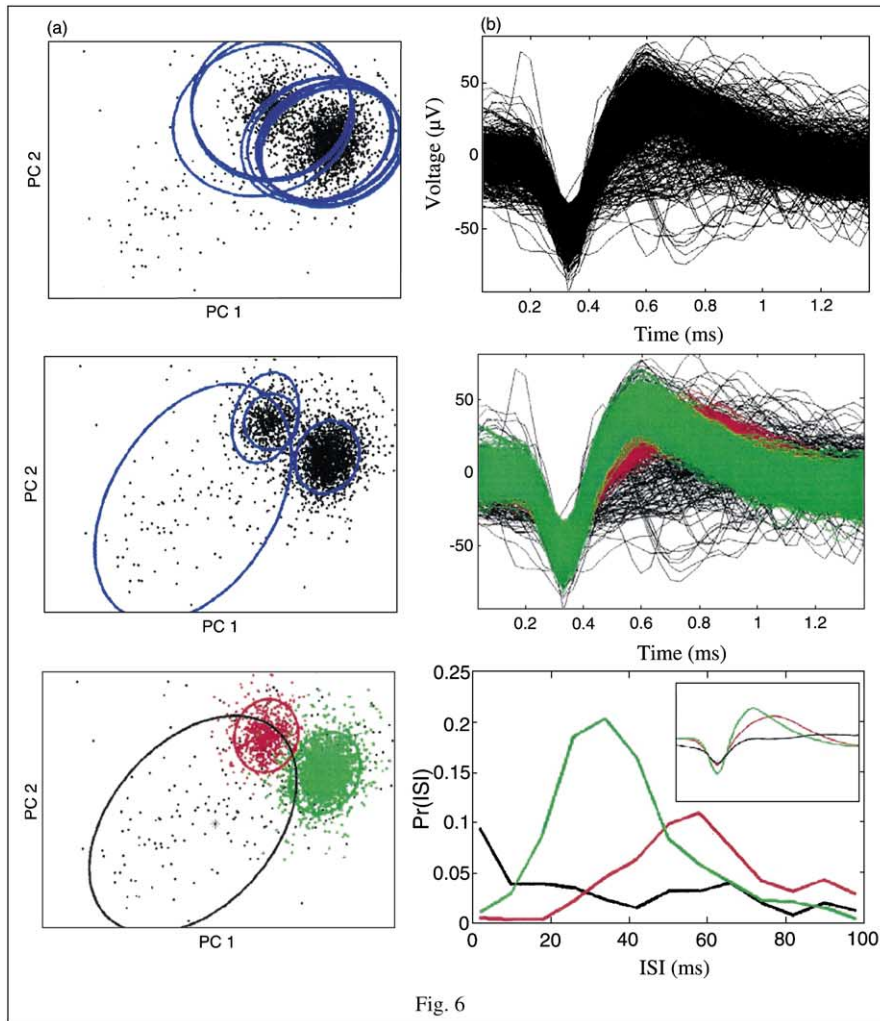 (a)
PC 2
PC 1
(b)
Voltage (μV)
50
0
-50
0.2 0.4 0.6 0.8 1 1.2
Time (ms)
PC 2
PC 1
50
0
-50
0.2 0.4 0.6 0.8 1 1.2
Time (ms)
PC 2
PC 1
Pr(ISI)
0.25
0.2
0.15
0.1
0.05
0
0 20 40 60 80 100
ISI (ms)
Fig. 6